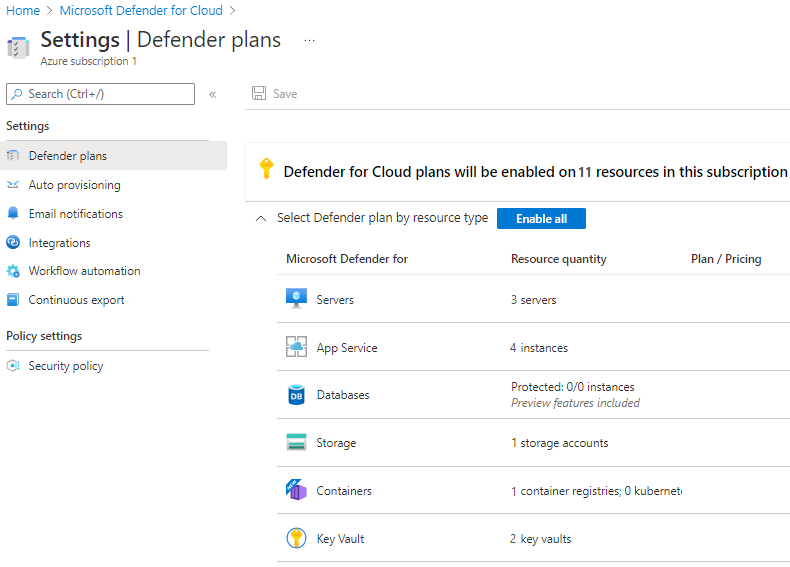 Home > Microsoft Defender for Cloud >
Settings | Defender plans ...
Azure subscription 1
Search (Ctrl+/) «
Save
Settings
Defender plans
Auto provisioning
Email notifications
Integrations
Workflow automation
Continuous export
Policy settings
Security policy
Defender for Cloud plans will be enabled on 11 resources in this subscription
Select Defender plan by resource type Enable all
Microsoft Defender for Resource quantity Plan / Pricing
Servers 3 servers
App Service 4 instances
Databases Protected: 0/0 instances
Preview features included
Storage 1 storage accounts
Containers 1 container registries; 0 kubernete
Key Vault 2 key vaults